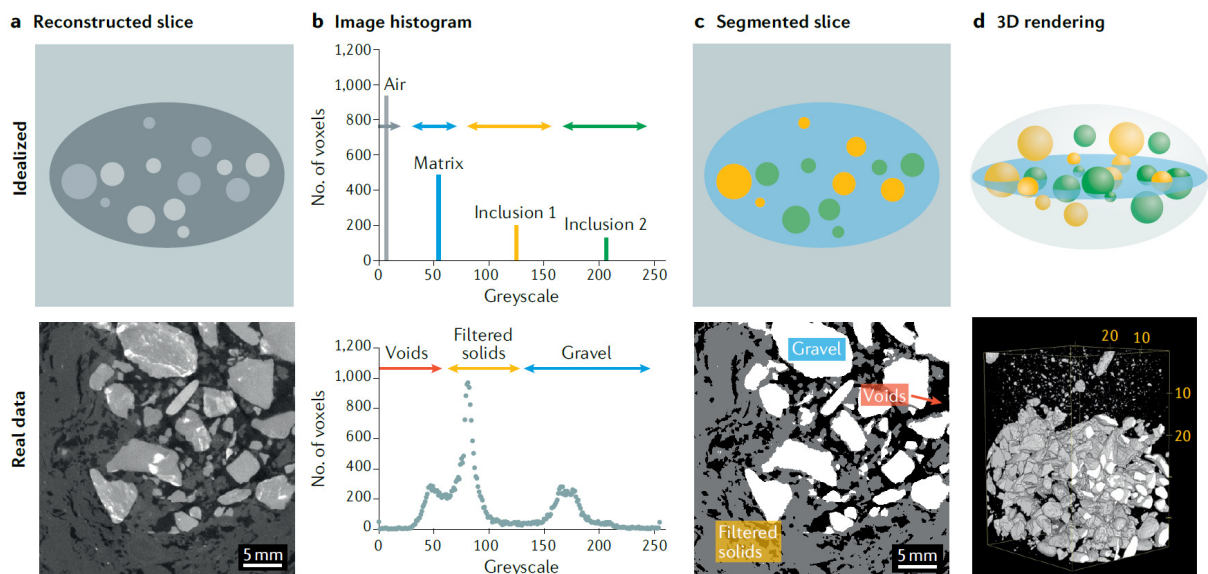 a Reconstructed slice
b Image histogram
c Segmented slice
d 3D rendering
Idealized
1,200
1,000
800
600
400
200
0
No. of voxels
Air
Matrix
Inclusion 1
Inclusion 2
0 50 100 150 200 250
Greyscale
Real data
5 mm
1,200
1,000
800
600
400
200
0
No. of voxels
Voids
Filtered
solids
Gravel
0 50 100 150 200 250
Greyscale
Gravel
Voids
Filtered
solids
5 mm
20 10
10
20